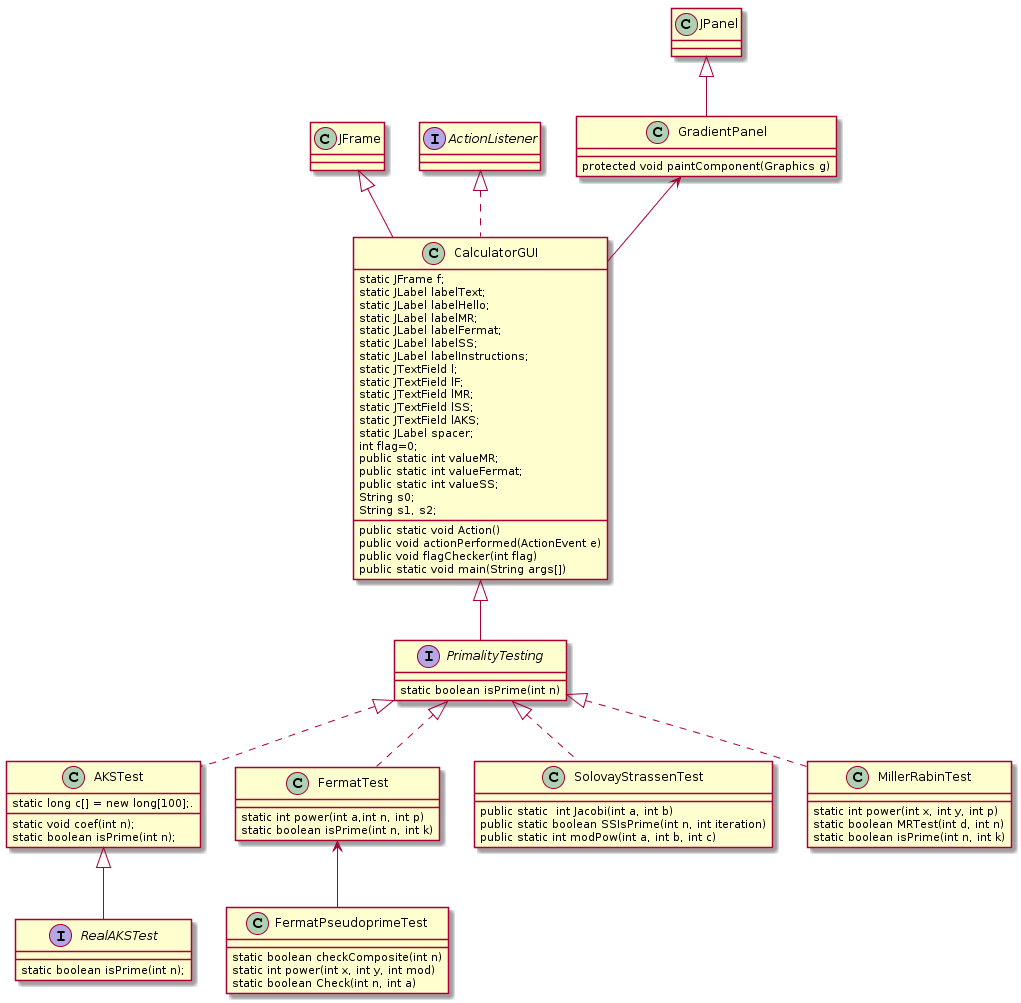 C JPanel
C JFrame
I ActionListener
C GradientPanel
protected void paintComponent(Graphics g)
C CalculatorGUI
static JFrame f;
static JLabel labelText;
static JLabel labelHello;
static JLabel labelMR;
static JLabel labelFermat;
static JLabel labelSS;
static JLabel labelInstructions;
static JTextField l;
static JTextField lF;
static JTextField lMR;
static JTextField lSS;
static JTextField lAKS;
static JLabel spacer;
int flag=0;
public static int valueMR;
public static int valueFermat;
public static int valueSS;
String s0;
String s1, s2;
public static void Action()
public void actionPerformed(ActionEvent e)
public void flagChecker(int flag)
public static void main(String args[])
I PrimalityTesting
static boolean isPrime(int n)
C AKSTest
static long c[] = new long[100];.
static void coef(int n);
static boolean isPrime(int n);
C FermatTest
static int power(int a,int n, int p)
static boolean isPrime(int n, int k)
C SolovayStrassenTest
public static  int Jacobi(int a, int b)
public static boolean SSIsPrime(int n, int iteration)
public static int modPow(int a, int b, int c)
C MillerRabinTest
static int power(int x, int y, int p)
static boolean MRTest(int d, int n)
static boolean isPrime(int n, int k)
I RealAKSTest
static boolean isPrime(int n);
C FermatPseudoprimeTest
static boolean checkComposite(int n)
static int power(int x, int y, int mod)
static boolean Check(int n, int a)